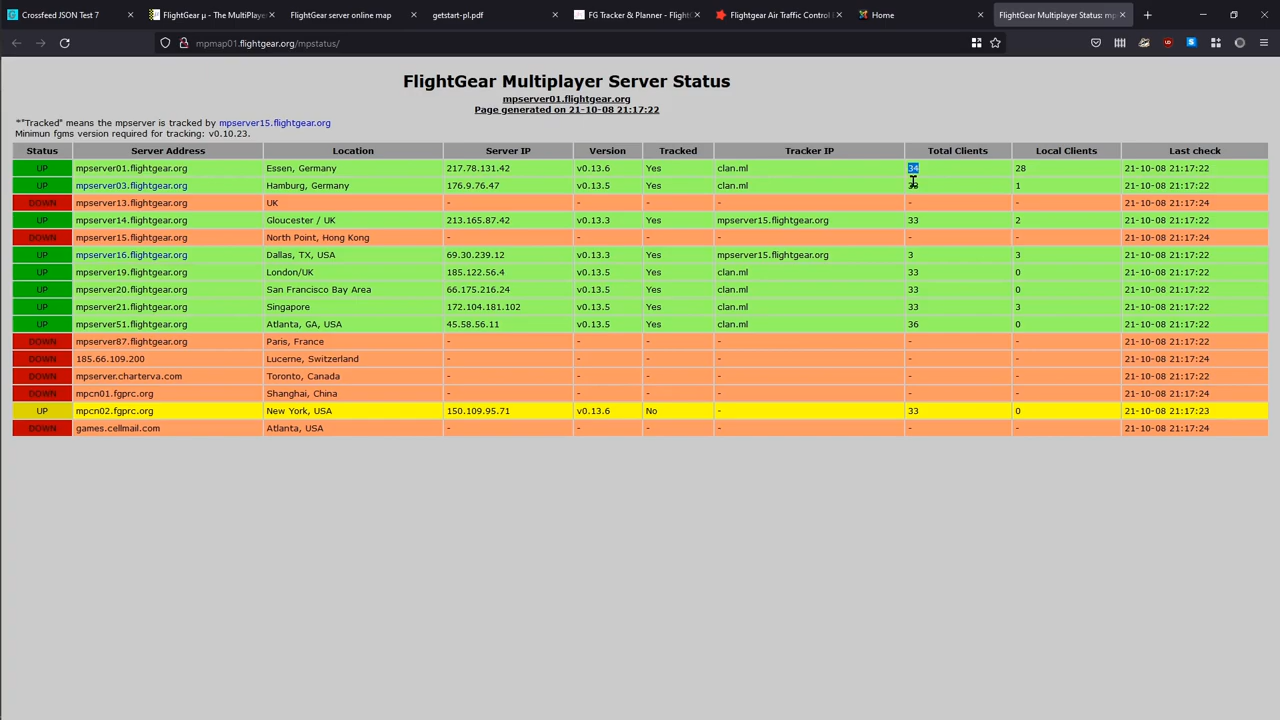 Crossfeed JSON Test 7
FlightGear µ - The MultiPlaye
FlightGear server online map
getstart-pl.pdf
FG Tracker & Planner - Flight
Flightgear Air Traffic Control
Home
FlightGear Multiplayer Status: mp
mpmap01.flightgear.org/mpstatus/
FlightGear Multiplayer Server Status
mpserver01.flightgear.org
Page generated on 21-10-08 21:17:22
*"Tracked" means the mpserver is tracked by mpserver15.flightgear.org
Minimun fgms version required for tracking: v0.10.23.
Status Server Address Location Server IP Version Tracked Tracker IP Total Clients Local Clients Last check
UP mpserver01.flightgear.org Essen, Germany 217.78.131.42 v0.13.6 Yes clan.ml 34 28 21-10-08 21:17:22
UP mpserver03.flightgear.org Hamburg, Germany 176.9.76.47 v0.13.5 Yes clan.ml 1 21-10-08 21:17:22
DOWN mpserver13.flightgear.org UK - - - - - - 21-10-08 21:17:24
UP mpserver14.flightgear.org Gloucester / UK 213.165.87.42 v0.13.3 Yes mpserver15.flightgear.org 33 2 21-10-08 21:17:22
DOWN mpserver15.flightgear.org North Point, Hong Kong - - - - - - 21-10-08 21:17:24
UP mpserver16.flightgear.org Dallas, TX, USA 69.30.239.12 v0.13.3 Yes mpserver15.flightgear.org 3 3 21-10-08 21:17:22
UP mpserver19.flightgear.org London/UK 185.122.56.4 v0.13.5 Yes clan.ml 33 0 21-10-08 21:17:22
UP mpserver20.flightgear.org San Francisco Bay Area 66.175.216.24 v0.13.5 Yes clan.ml 33 0 21-10-08 21:17:22
UP mpserver21.flightgear.org Singapore 172.104.181.102 v0.13.5 Yes clan.ml 33 3 21-10-08 21:17:22
UP mpserver51.flightgear.org Atlanta, GA, USA 45.58.56.11 v0.13.5 Yes clan.ml 36 0 21-10-08 21:17:22
DOWN mpserver87.flightgear.org Paris, France - - - - - - 21-10-08 21:17:22
DOWN 185.66.109.200 Lucerne, Switzerland - - - - - - 21-10-08 21:17:24
DOWN mpserver.charterva.com Toronto, Canada - - - - - - 21-10-08 21:17:24
DOWN mpcn01.fgprc.org Shanghai, China - - - - - - 21-10-08 21:17:24
UP mpcn02.fgprc.org New York, USA 150.109.95.71 v0.13.6 No - 33 0 21-10-08 21:17:23
DOWN games.cellmail.com Atlanta, USA - - - - - - 21-10-08 21:17:24